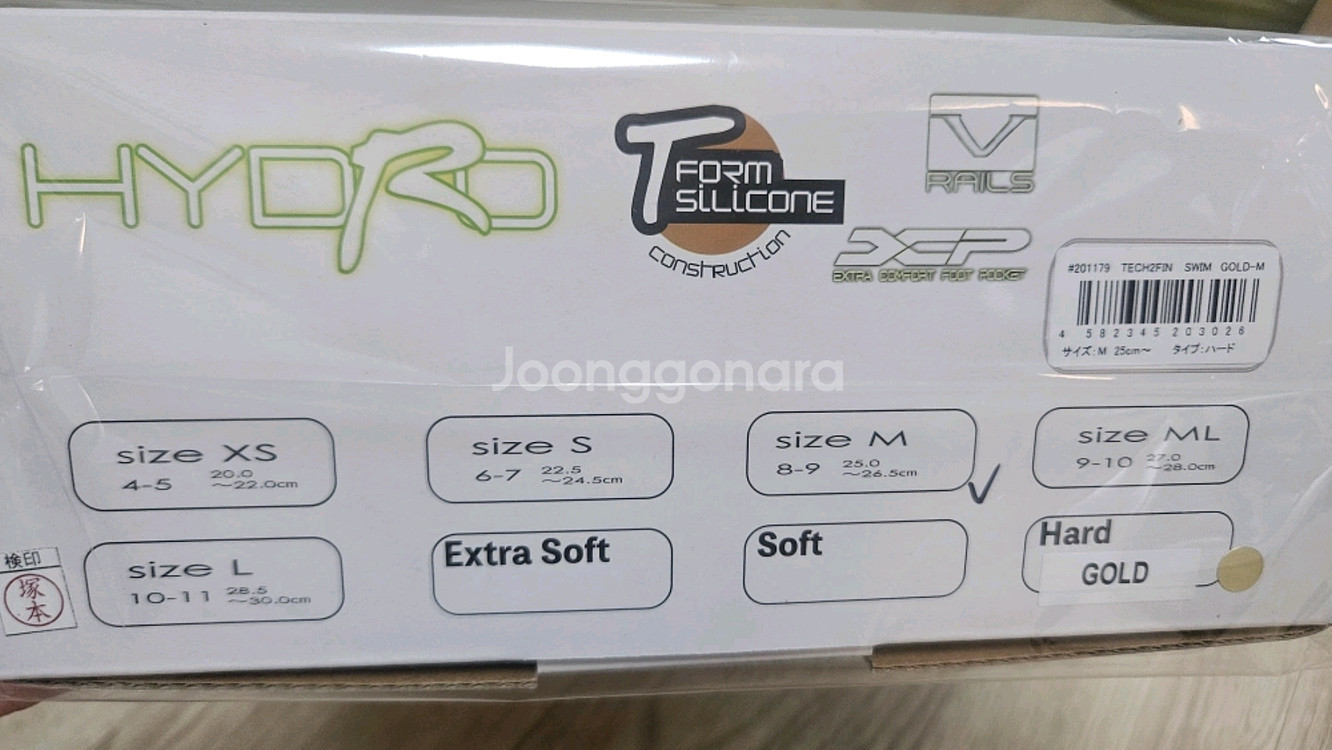 HYDRO
T FORM
SILICONE
construction
V
RAILS
XCP
EXTRA COMFORT FOOT POCKET
#201179 TECH2FIN SWIM GOLD-M
4 582345 203026
サイズ:M 25cm～ タイプ:ハード
Joonggonara
size XS
4-5 20.0～22.0cm
size S
6-7 22.5～24.5cm
size M
8-9 25.0～26.5cm
size ML
9-10 27.0～28.0cm
検印
塚本
size L
10-11 28.5～30.0cm
Extra Soft
Soft
Hard
GOLD